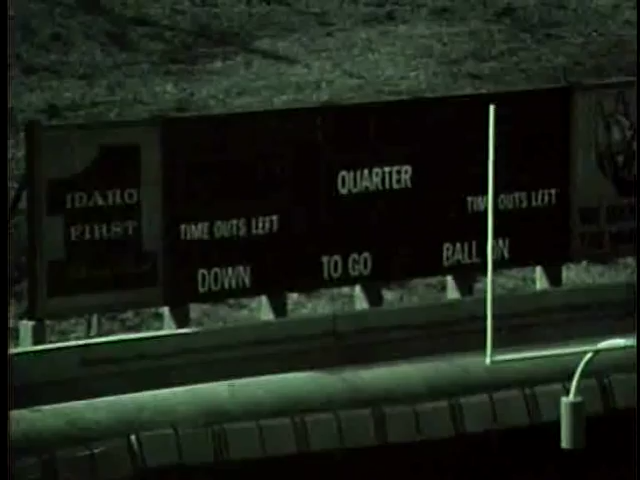 IDAHO
FIRST
QUARTER
TIME OUTS LEFT
TIME OUTS LEFT
DOWN
TO GO
BALL ON